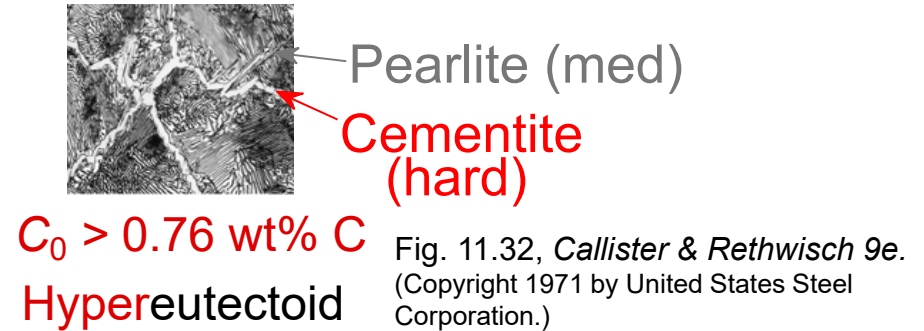 Pearlite (med)
Cementite
(hard)
C₀ > 0.76 wt% C
Hypereutectoid
Fig. 11.32, Callister & Rethwisch 9e.
(Copyright 1971 by United States Steel
Corporation.)